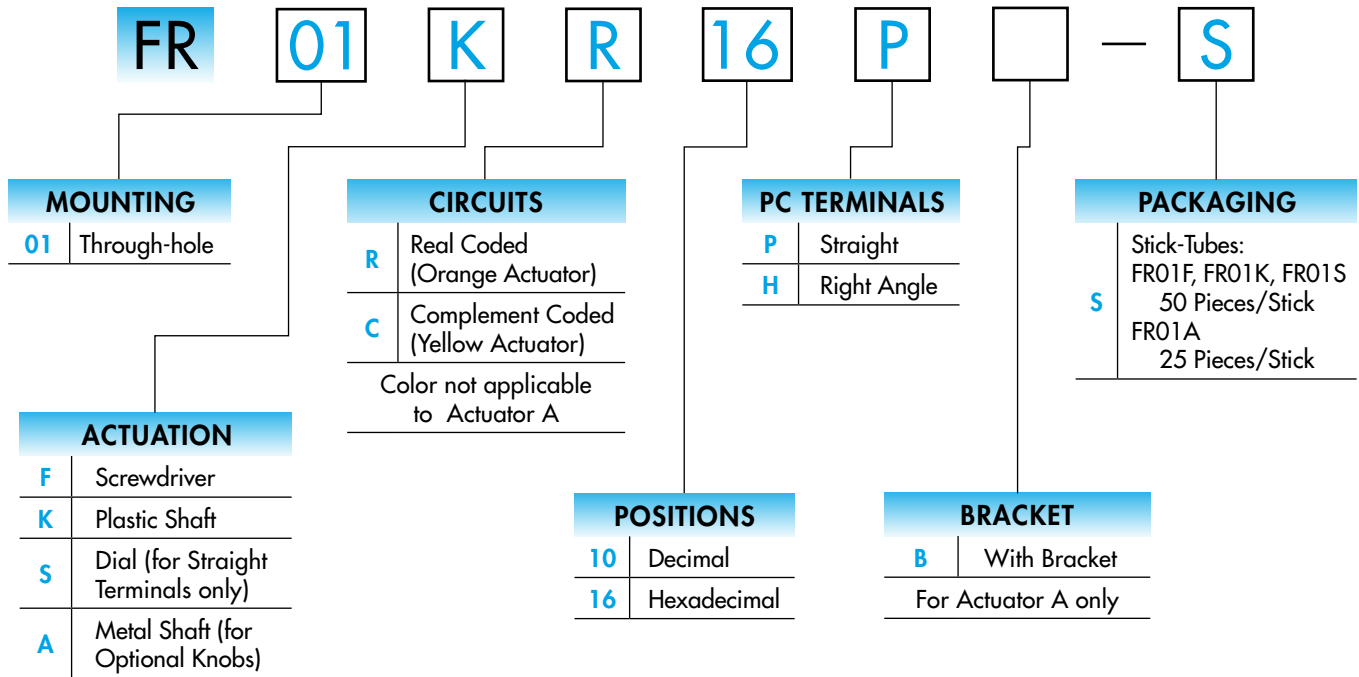 FR 01 K R 16 P — S
MOUNTING
01 Through-hole
CIRCUITS
R Real Coded
(Orange Actuator)
C Complement Coded
(Yellow Actuator)
Color not applicable
to Actuator A
PC TERMINALS
P Straight
H Right Angle
PACKAGING
S Stick-Tubes:
FR01F, FR01K, FR01S
50 Pieces/Stick
FR01A
25 Pieces/Stick
ACTUATION
F Screwdriver
K Plastic Shaft
S Dial (for Straight
Terminals only)
A Metal Shaft (for
Optional Knobs)
POSITIONS
10 Decimal
16 Hexadecimal
BRACKET
B With Bracket
For Actuator A only